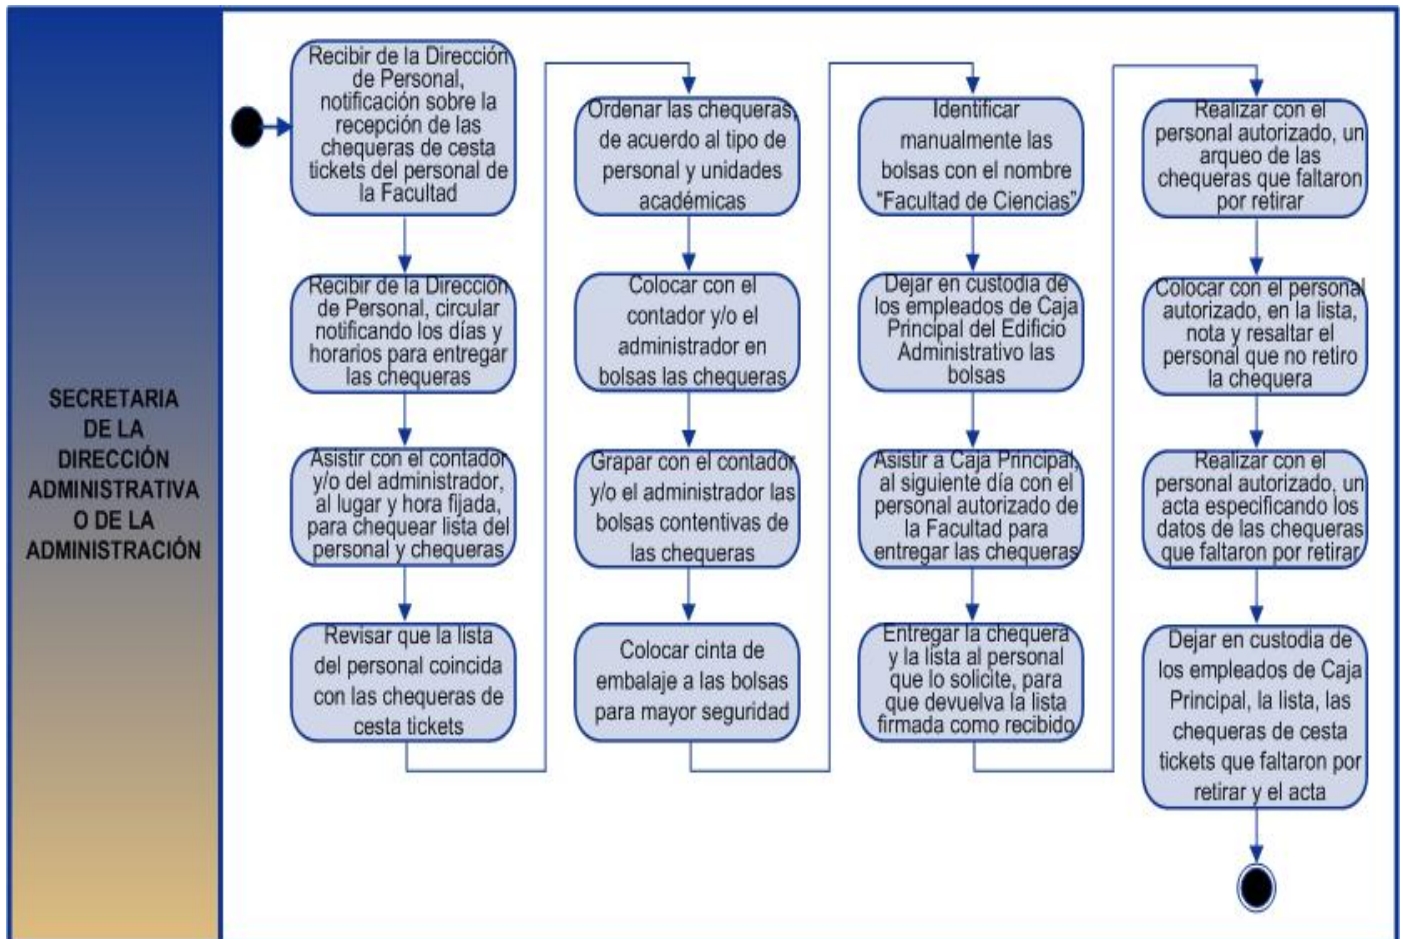 SECRETARIA
DE LA
DIRECCIÓN
ADMINISTRATIVA
O DE LA
ADMINISTRACIÓN
Recibir de la Dirección
de Personal,
notificación sobre la
recepción de las
chequeras de cesta
tickets del personal de
la Facultad
Recibir de la Dirección
de Personal, circular
notificando los días y
horarios para entregar
las chequeras
Asistir con el contador
y/o del administrador,
al lugar y hora fijada,
para chequear lista del
personal y chequeras
Revisar que la lista
del personal coincida
con las chequeras de
cesta tickets
Ordenar las chequeras,
de acuerdo al tipo de
personal y unidades
académicas
Colocar con el
contador y/o el
administrador en
bolsas las chequeras
Grapar con el contador
y/o el administrador las
bolsas contentivas de
las chequeras
Colocar cinta de
embalaje a las bolsas
para mayor seguridad
Identificar
manualmente las
bolsas con el nombre
“Facultad de Ciencias”
Dejar en custodia de
los empleados de Caja
Principal del Edificio
Administrativo las
bolsas
Asistir a Caja Principal,
al siguiente día con el
personal autorizado de
la Facultad para
entregar las chequeras
Entregar la chequera
y la lista al personal
que lo solicite, para
que devuelva la lista
firmada como recibido
Realizar con el
personal autorizado, un
arqueo de las
chequeras que faltaron
por retirar
Colocar con el personal
autorizado, en la lista,
nota y resaltar el
personal que no retiro
la chequera
Realizar con el
personal autorizado, un
acta especificando los
datos de las chequeras
que faltaron por retirar
Dejar en custodia de
los empleados de Caja
Principal, la lista, las
chequeras de cesta
tickets que faltaron por
retirar y el acta